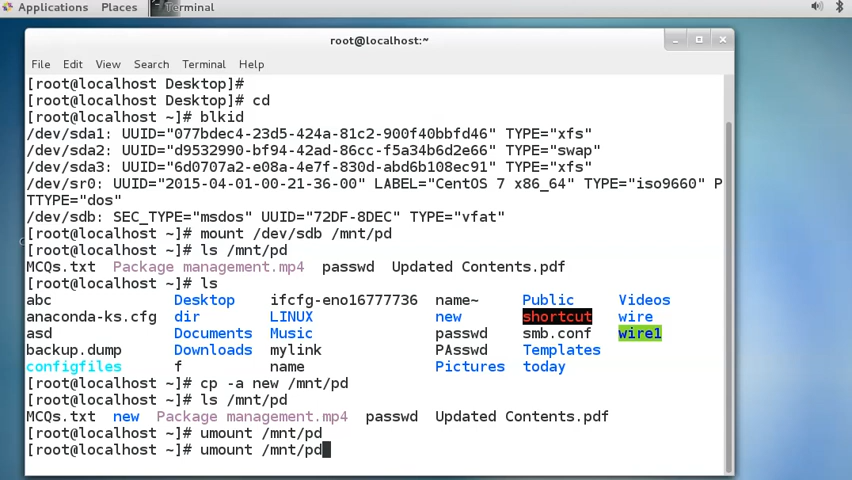 Applications Places Terminal
root@localhost:~
File Edit View Search Terminal Help
[root@localhost Desktop]#
[root@localhost Desktop]# cd
[root@localhost ~]# blkid
/dev/sda1: UUID="077bdec4-23d5-424a-81c2-900f40bbfd46" TYPE="xfs"
/dev/sda2: UUID="d9532990-bf94-42ad-86cc-f5a34b6d2e66" TYPE="swap"
/dev/sda3: UUID="6d0707a2-e08a-4e7f-830d-abd6b108ec91" TYPE="xfs"
/dev/sr0: UUID="2015-04-01-00-21-36-00" LABEL="CentOS 7 x86_64" TYPE="iso9660" P
TTYPE="dos"
/dev/sdb: SEC_TYPE="msdos" UUID="72DF-8DEC" TYPE="vfat"
[root@localhost ~]# mount /dev/sdb /mnt/pd
[root@localhost ~]# ls /mnt/pd
MCQs.txt Package management.mp4 passwd Updated Contents.pdf
[root@localhost ~]# ls
abc Desktop ifcfg-eno16777736 name~ Public Videos
anaconda-ks.cfg dir LINUX new shortcut wire
asd Documents Music passwd smb.conf wire1
backup.dump Downloads mylink PAsswd Templates
configfiles f name Pictures today
[root@localhost ~]# cp -a new /mnt/pd
[root@localhost ~]# ls /mnt/pd
MCQs.txt new Package management.mp4 passwd Updated Contents.pdf
[root@localhost ~]# umount /mnt/pd
[root@localhost ~]# umount /mnt/pd